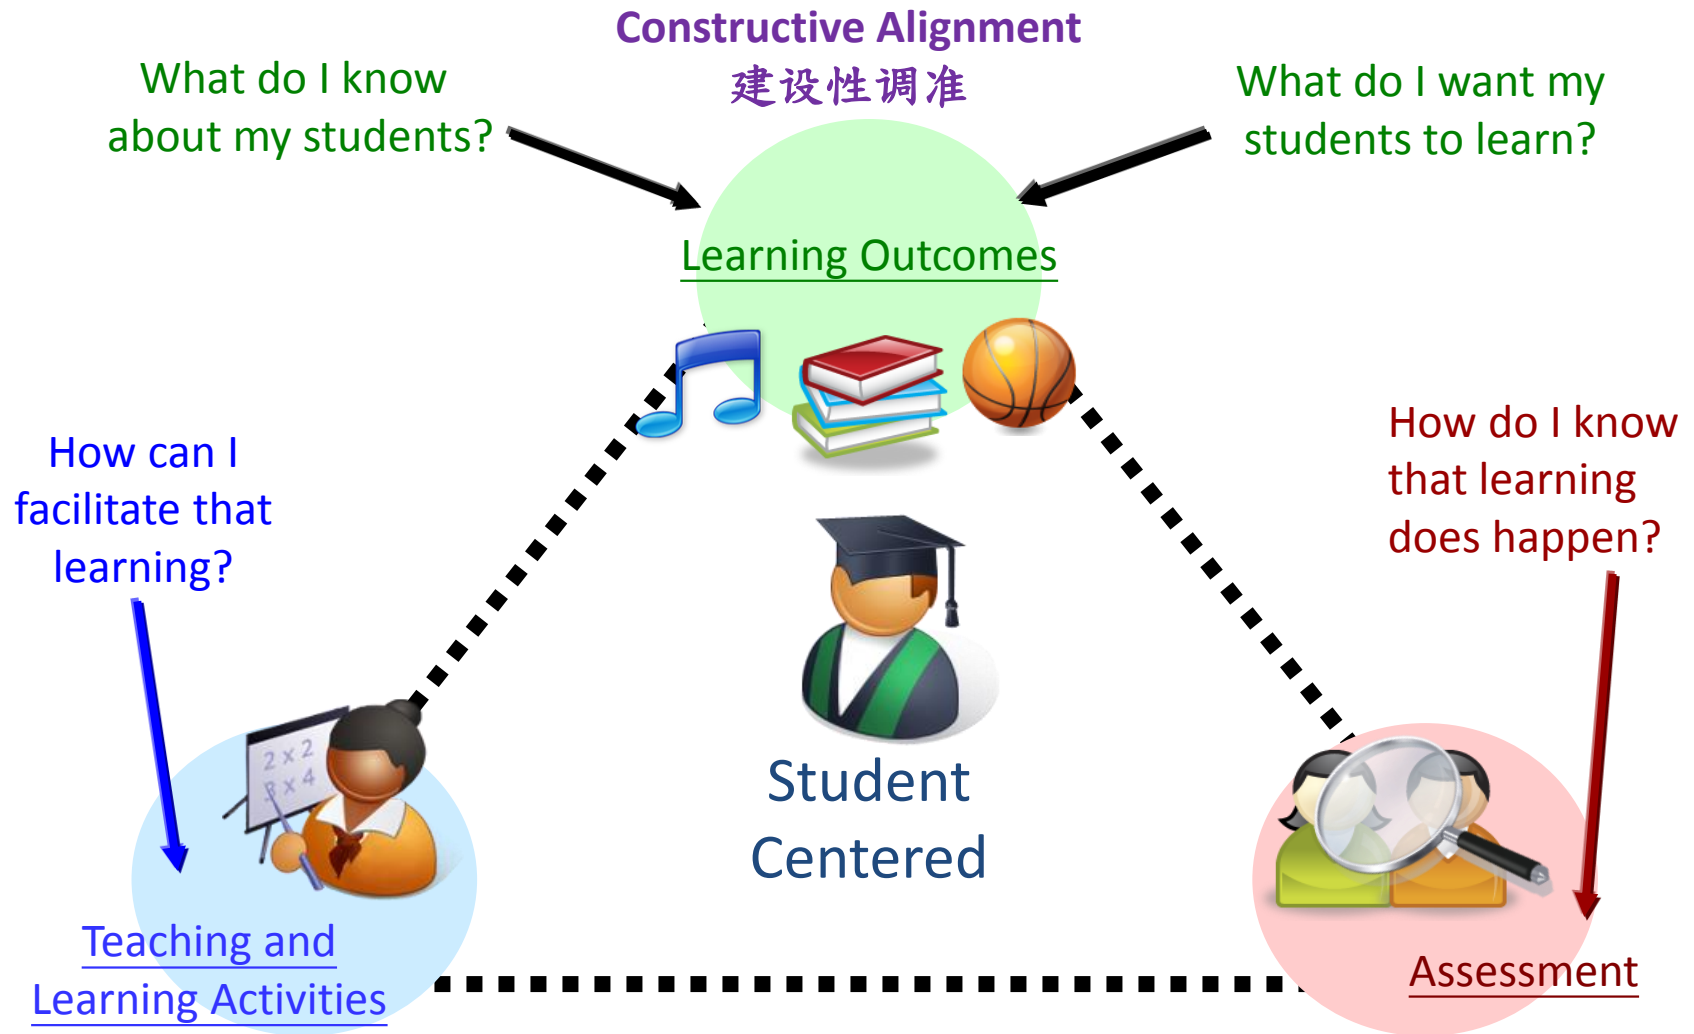 Constructive Alignment
建设性调准
What do I know
about my students?
What do I want my
students to learn?
Learning Outcomes
How can I
facilitate that
learning?
How do I know
that learning
does happen?
2 x 2
3 x 4
Student
Centered
Teaching and
Learning Activities
Assessment